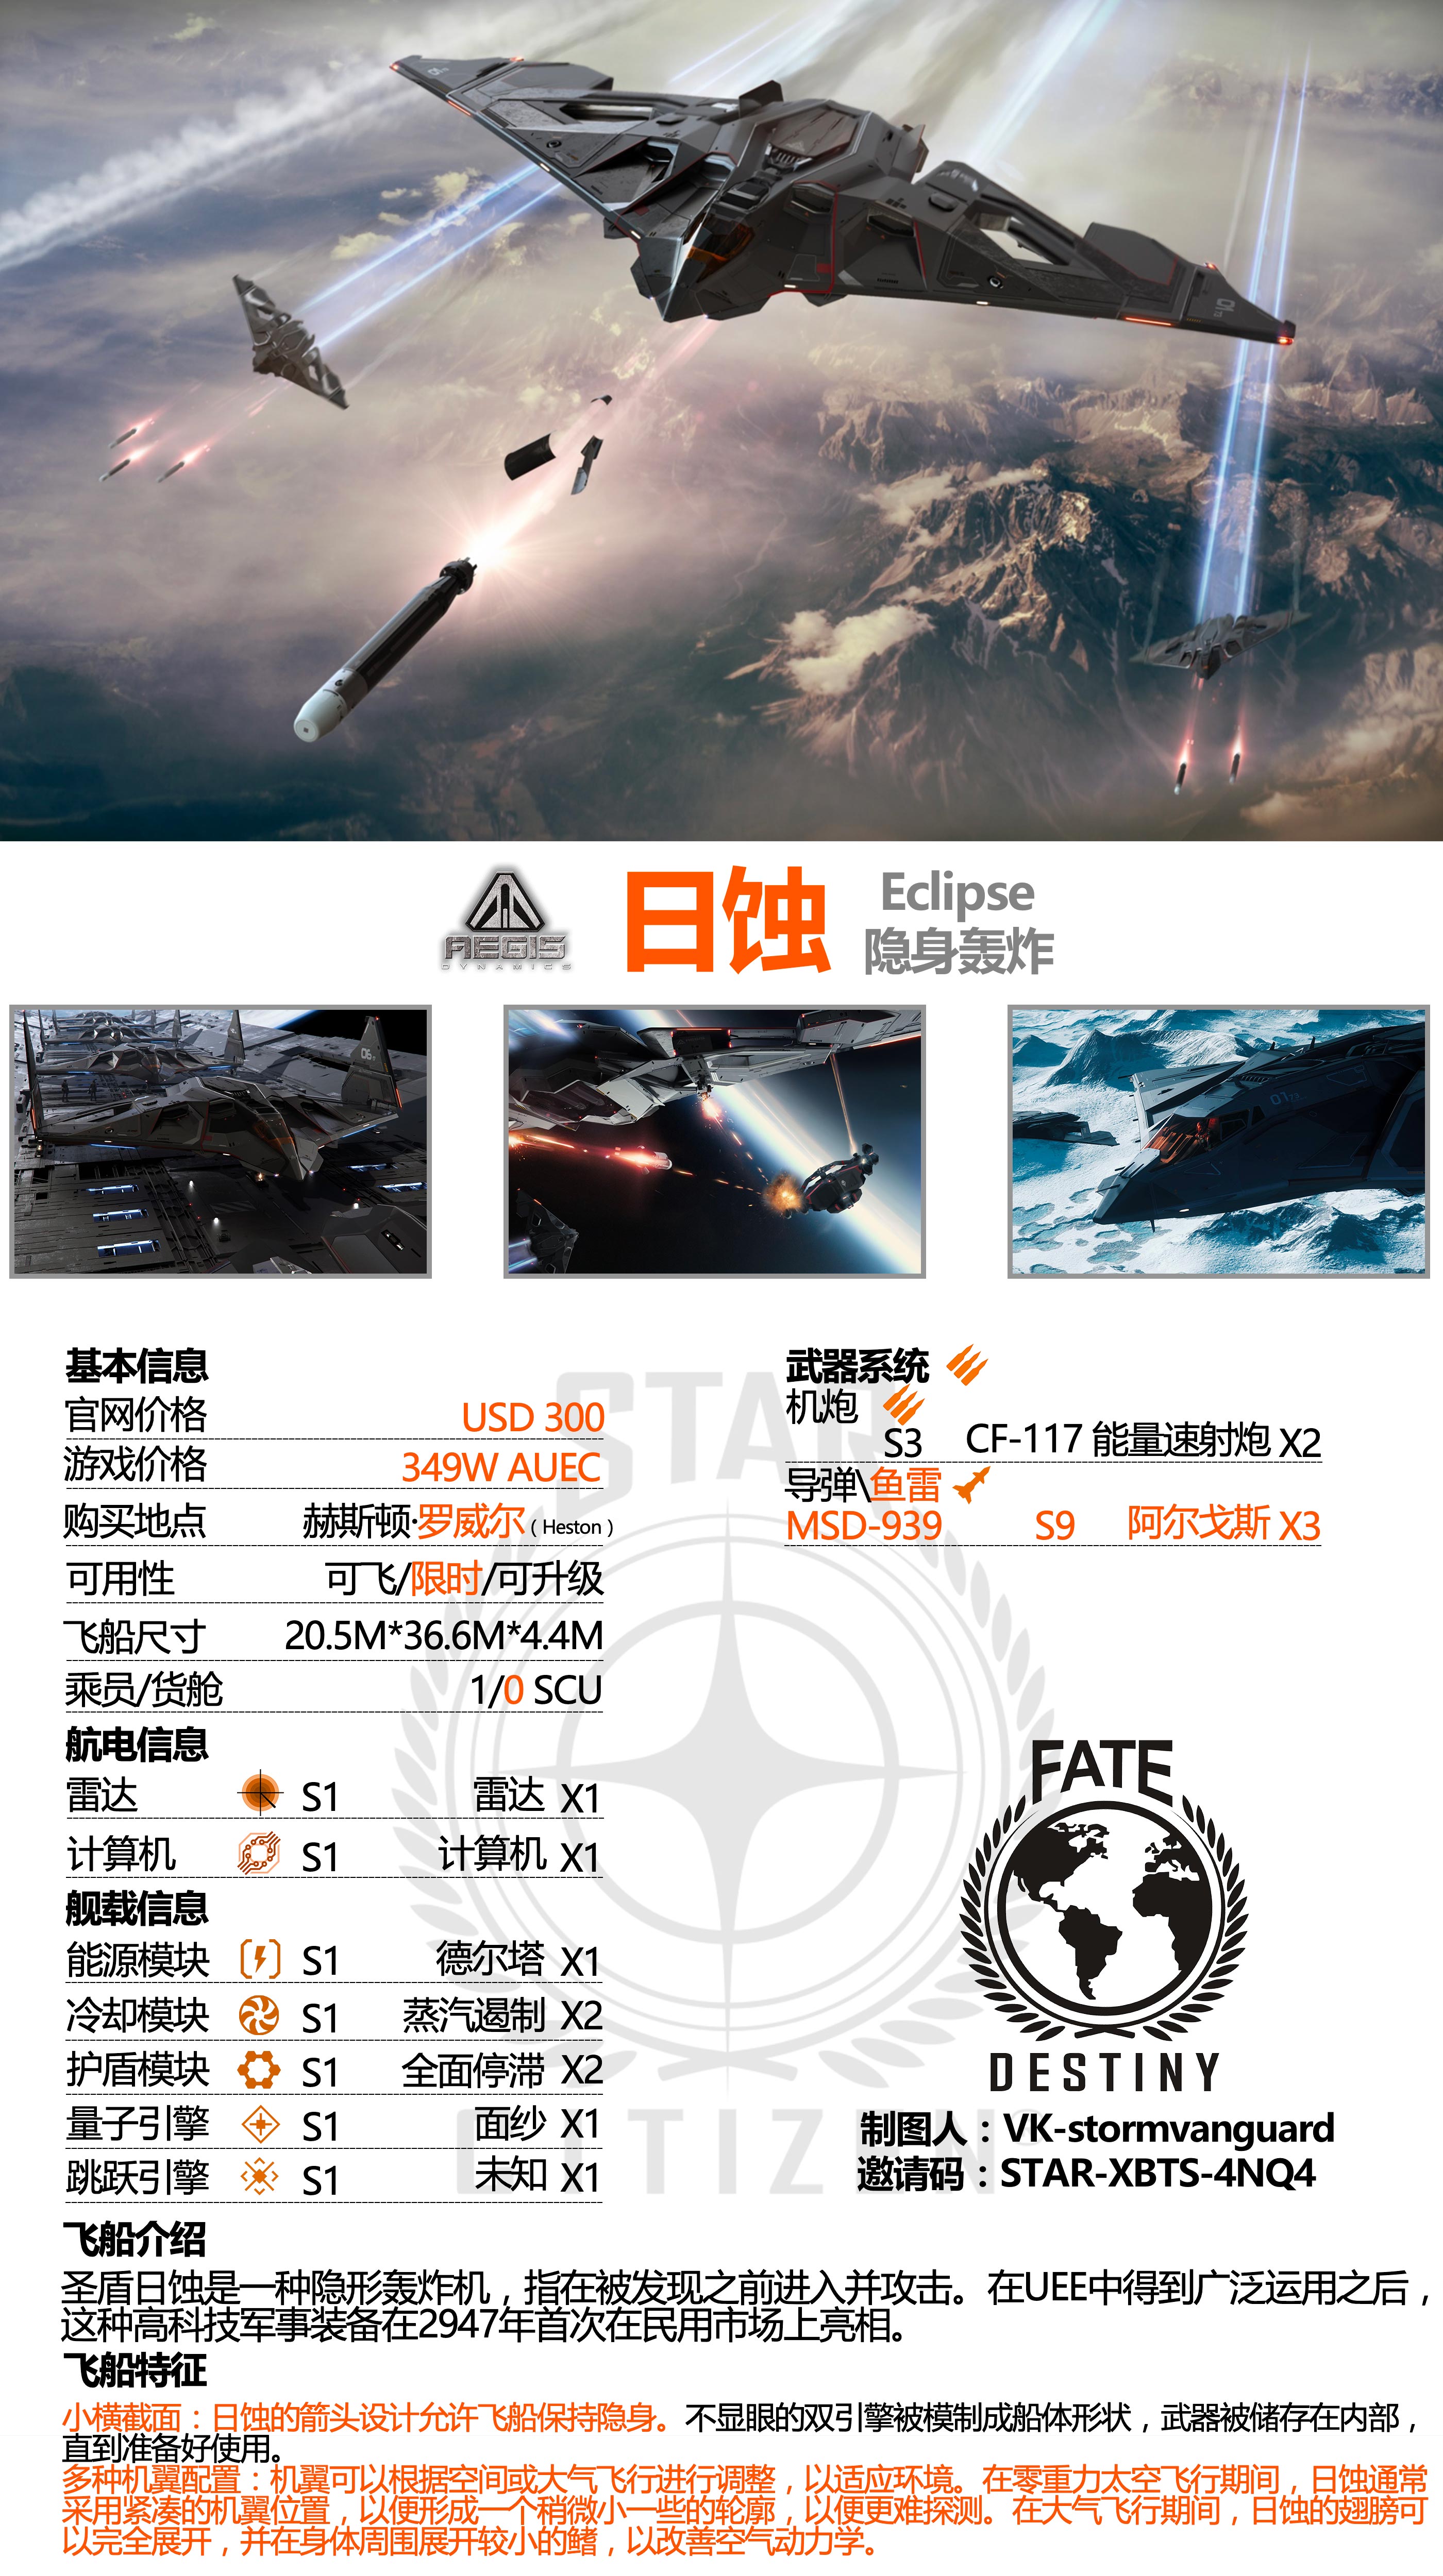 01
01
AEGIS
DYNAMICS
日蚀
Eclipse
隐身轰炸
06
07
STAR
CITIZEN
基本信息
官网价格 USD 300
游戏价格 349W AUEC
购买地点 赫斯顿·罗威尔(Heston)
可用性 可飞/限时/可升级
飞船尺寸 20.5M*36.6M*4.4M
乘员/货舱 1/0 SCU
航电信息
雷达 S1 雷达 X1
计算机 S1 计算机 X1
舰载信息
能源模块 S1 德尔塔 X1
冷却模块 S1 蒸汽遏制 X2
护盾模块 S1 全面停滞 X2
量子引擎 S1 面纱 X1
跳跃引擎 S1 未知 X1
武器系统
机炮
S3 CF-117 能量速射炮 X2
导弹\鱼雷
MSD-939 S9 阿尔戈斯 X3
FATE
DESTINY
制图人：VK-stormvanguard
邀请码：STAR-XBTS-4NQ4
飞船介绍
圣盾日蚀是一种隐形轰炸机，指在被发现之前进入并攻击。在UEE中得到广泛运用之后，
这种高科技军事装备在2947年首次在民用市场上亮相。
飞船特征
小横截面：日蚀的箭头设计允许飞船保持隐身。不显眼的双引擎被模制成船体形状，武器被储存在内部，
直到准备好使用。
多种机翼配置：机翼可以根据空间或大气飞行进行调整，以适应环境。在零重力太空飞行期间，日蚀通常
采用紧凑的机翼位置，以便形成一个稍微小一些的轮廓，以便更难探测。在大气飞行期间，日蚀的翅膀可
以完全展开，并在身体周围展开较小的鳍，以改善空气动力学。